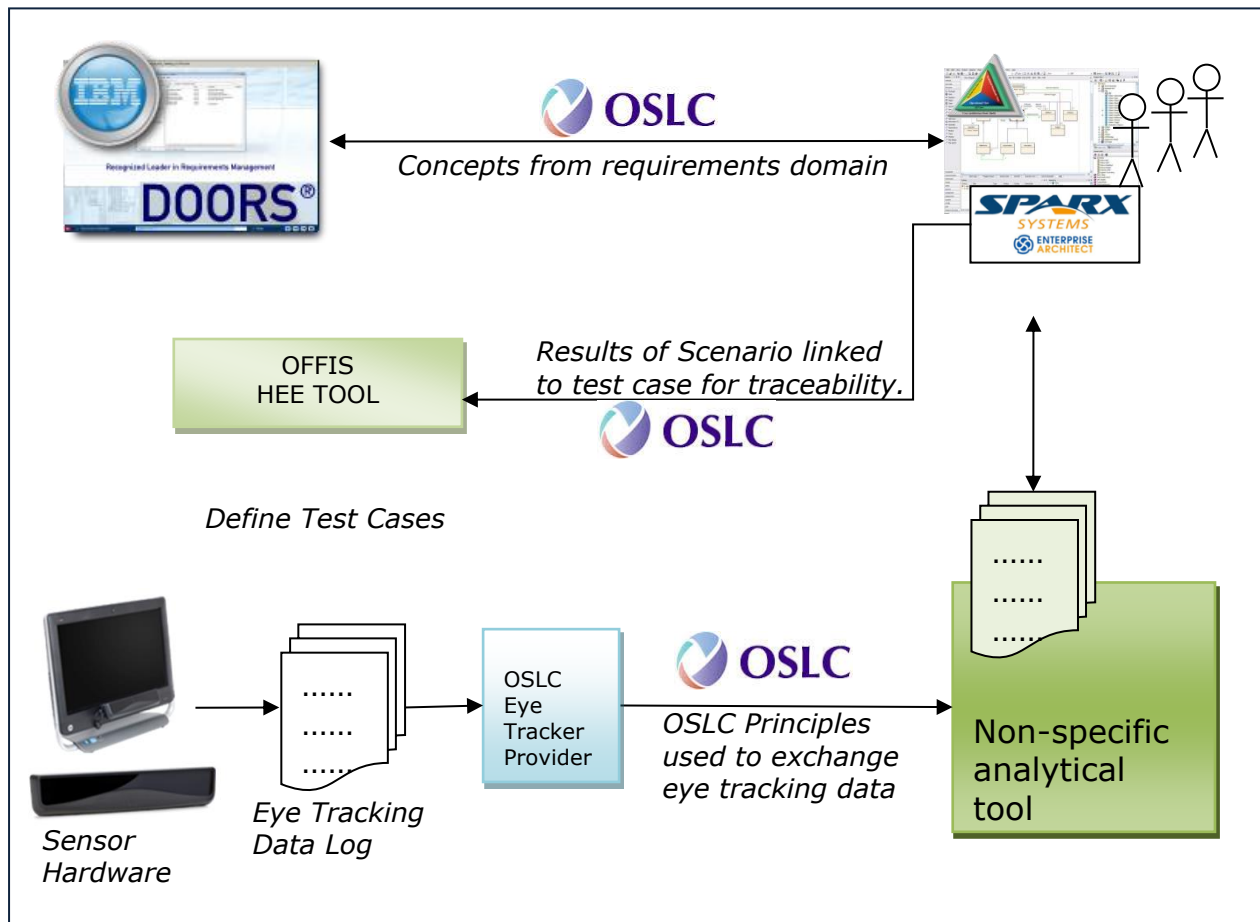 IBM
Recognized Leader in Requirements Management
DOORS®
OSLC
Concepts from requirements domain
SPARX
SYSTEMS
ENTERPRISE
ARCHITECT
OFFIS
HEE TOOL
Results of Scenario linked
to test case for traceability.
OSLC
Define Test Cases
......
......
......
Sensor
Hardware
......
......
......
Eye Tracking
Data Log
OSLC
Eye
Tracker
Provider
OSLC
OSLC Principles
used to exchange
eye tracking data
Non-specific
analytical
tool